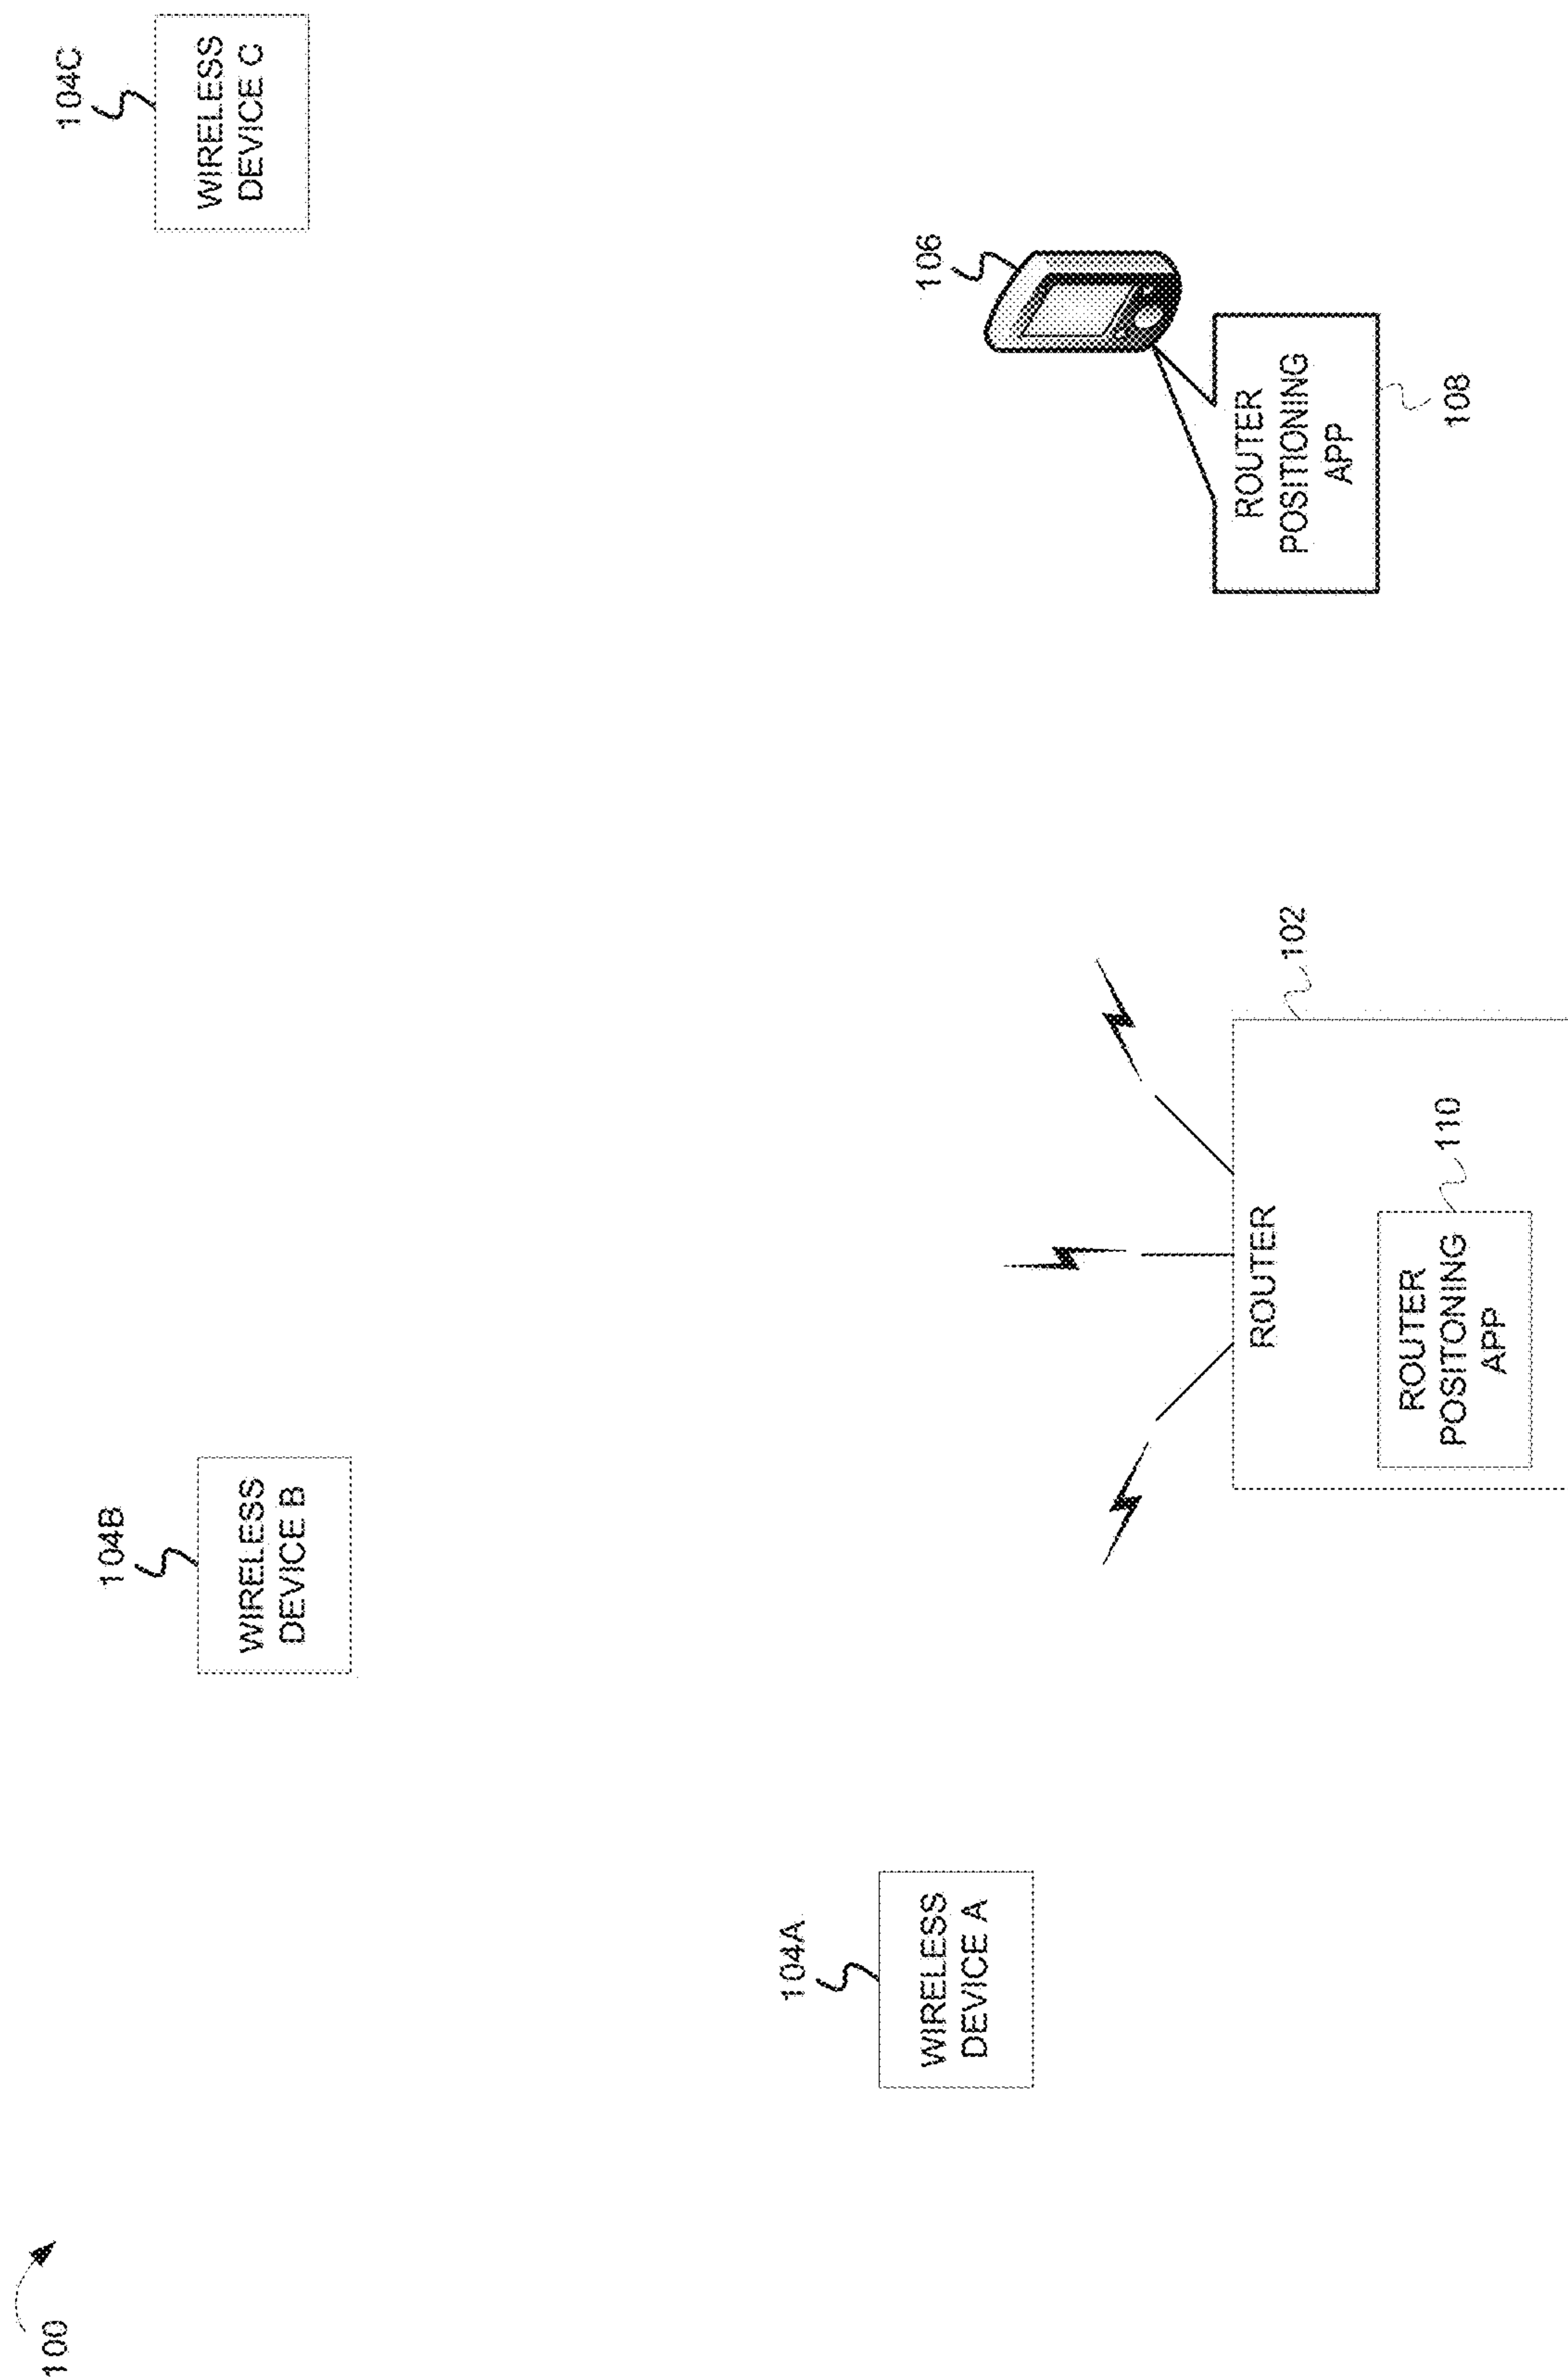 100
104C
WIRELESS
DEVICE C
104B
WIRELESS
DEVICE B
104A
WIRELESS
DEVICE A
106
ROUTER
POSITIONING
APP
108
102
ROUTER
110
ROUTER
POSITONING
APP